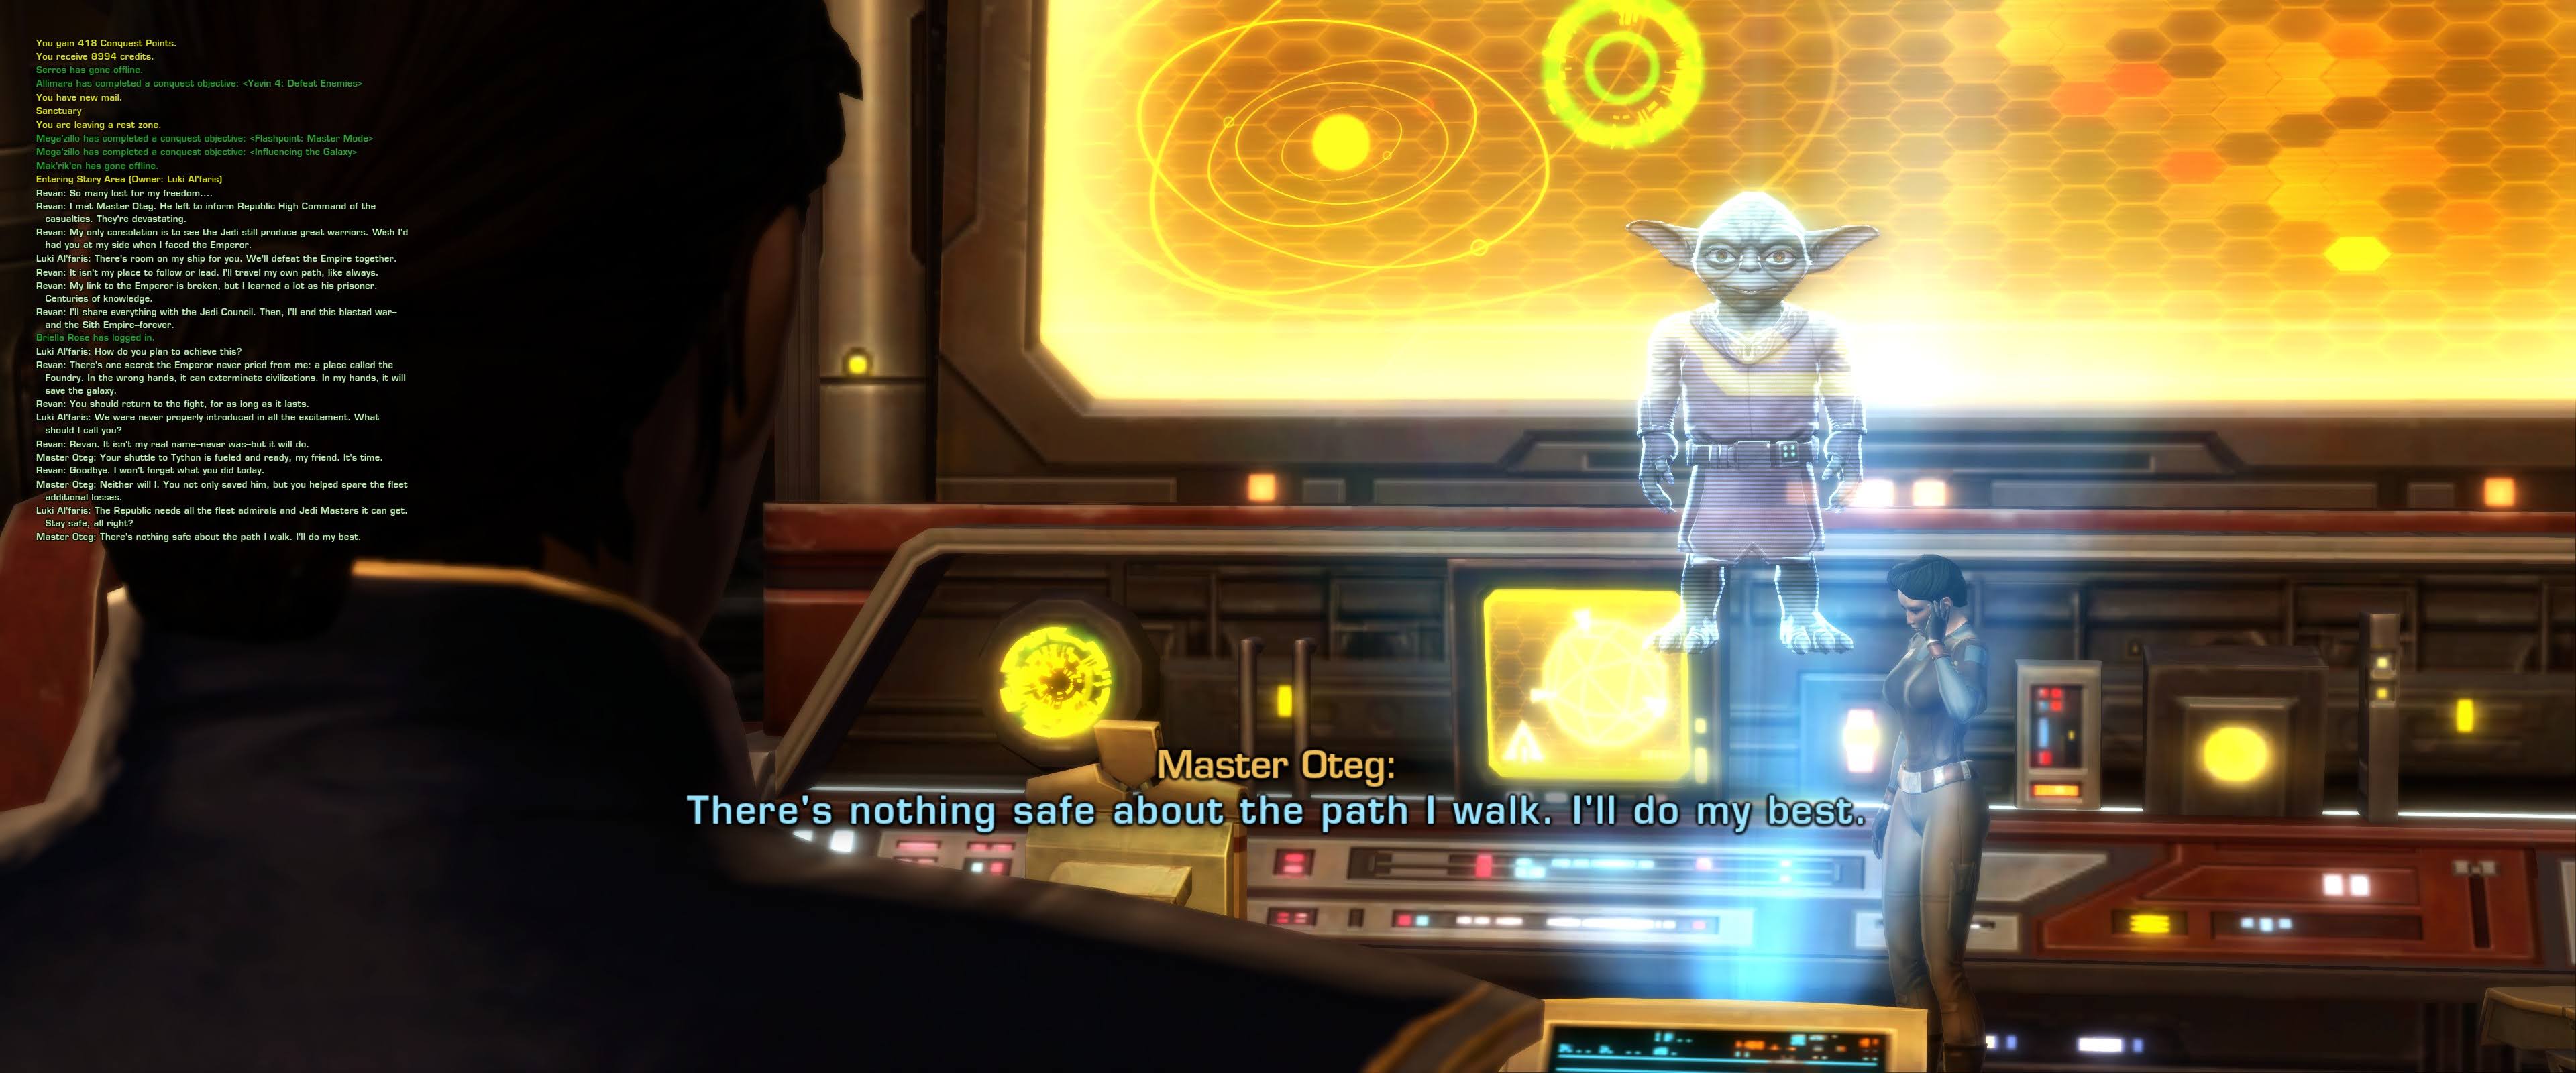 You gain 418 Conquest Points.
You receive 8994 credits.
Serros has gone offline.
Allimara has completed a conquest objective: <Yavin 4: Defeat Enemies>
You have new mail.
Sanctuary
You are leaving a rest zone.
Mega'zillo has completed a conquest objective: <Flashpoint: Master Mode>
Mega'zillo has completed a conquest objective: <Influencing the Galaxy>
Mak'rik'en has gone offline.
Entering Story Area (Owner: Luki Al'faris)
Revan: So many lost for my freedom....
Revan: I met Master Oteg. He left to inform Republic High Command of the
casualties. They're devastating.
Revan: My only consolation is to see the Jedi still produce great warriors. Wish I'd
had you at my side when I faced the Emperor.
Luki Al'faris: There's room on my ship for you. We'll defeat the Empire together.
Revan: It isn't my place to follow or lead. I'll travel my own path, like always.
Revan: My link to the Emperor is broken, but I learned a lot as his prisoner.
Centuries of knowledge.
Revan: I'll share everything with the Jedi Council. Then, I'll end this blasted war--
and the Sith Empire--forever.
Briella Rose has logged in.
Luki Al'faris: How do you plan to achieve this?
Revan: There's one secret the Emperor never pried from me: a place called the
Foundry. In the wrong hands, it can exterminate civilizations. In my hands, it will
save the galaxy.
Revan: You should return to the fight, for as long as it lasts.
Luki Al'faris: We were never properly introduced in all the excitement. What
should I call you?
Revan: Revan. It isn't my real name--never was--but it will do.
Master Oteg: Your shuttle to Tython is fueled and ready, my friend. It's time.
Revan: Goodbye. I won't forget what you did today.
Master Oteg: Neither will I. You not only saved him, but you helped spare the fleet
additional losses.
Luki Al'faris: The Republic needs all the fleet admirals and Jedi Masters it can get.
Stay safe, all right?
Master Oteg: There's nothing safe about the path I walk. I'll do my best.
Master Oteg:
There's nothing safe about the path I walk. I'll do my best.